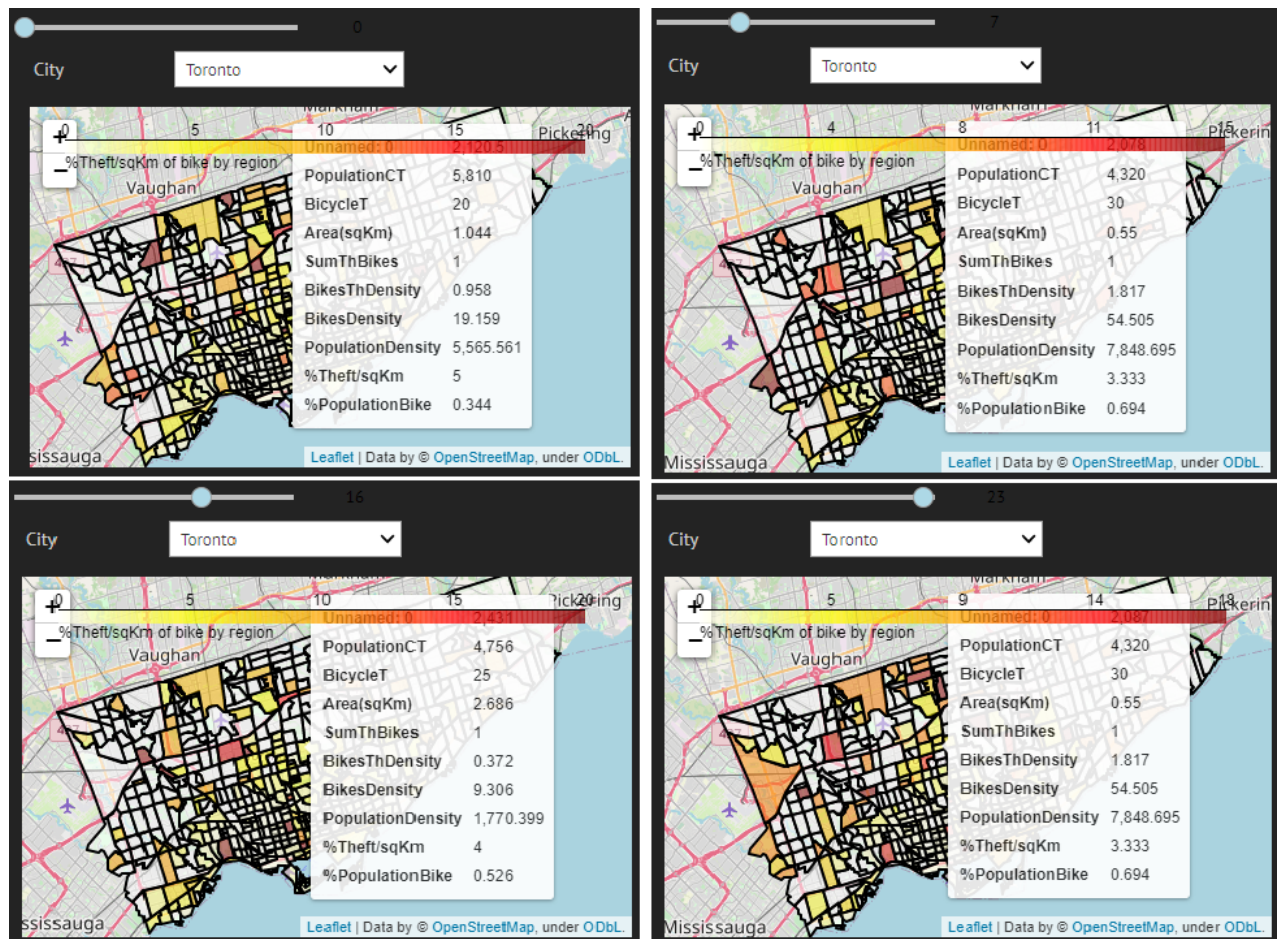 0
City
Toronto
Markham
+
0 5 10 15 20
Pickering
Unnamed: 0 2,120.5
%Theft/sqKm of bike by region
−
Vaughan
PopulationCT 5,810
BicycleT 20
Area(sqKm) 1.044
SumThBikes 1
BikesThDensity 0.958
BikesDensity 19.159
PopulationDensity 5,565.561
%Theft/sqKm 5
%PopulationBike 0.344
sissauga
Leaflet | Data by © OpenStreetMap, under ODbL.
7
City
Toronto
Markham
+
0 4 8 11 15
Pickerin
Unnamed: 0 2,078
%Theft/sqKm of bike by region
−
Vaughan
PopulationCT 4,320
BicycleT 30
Area(sqKm) 0.55
SumThBikes 1
BikesThDensity 1.817
BikesDensity 54.505
PopulationDensity 7,848.695
%Theft/sqKm 3.333
%PopulationBike 0.694
Mississauga
Leaflet | Data by © OpenStreetMap, under ODbL.
16
City
Toronto
+
0 5 10 15 20
Pickering
Unnamed: 0 2,431
%Theft/sqKm of bike by region
−
Vaughan
PopulationCT 4,756
BicycleT 25
Area(sqKm) 2.686
SumThBikes 1
BikesThDensity 0.372
BikesDensity 9.306
PopulationDensity 1,770.399
%Theft/sqKm 4
%PopulationBike 0.526
ssissauga
Leaflet | Data by © OpenStreetMap, under ODbL.
23
City
Toronto
Markham
+
0 5 9 14 18
Pickerin
Unnamed: 0 2,087
%Theft/sqKm of bike by region
−
Vaughan
PopulationCT 4,320
BicycleT 30
Area(sqKm) 0.55
SumThBikes 1
BikesThDensity 1.817
BikesDensity 54.505
PopulationDensity 7,848.695
%Theft/sqKm 3.333
%PopulationBike 0.694
Mississauga
Leaflet | Data by © OpenStreetMap, under ODbL.